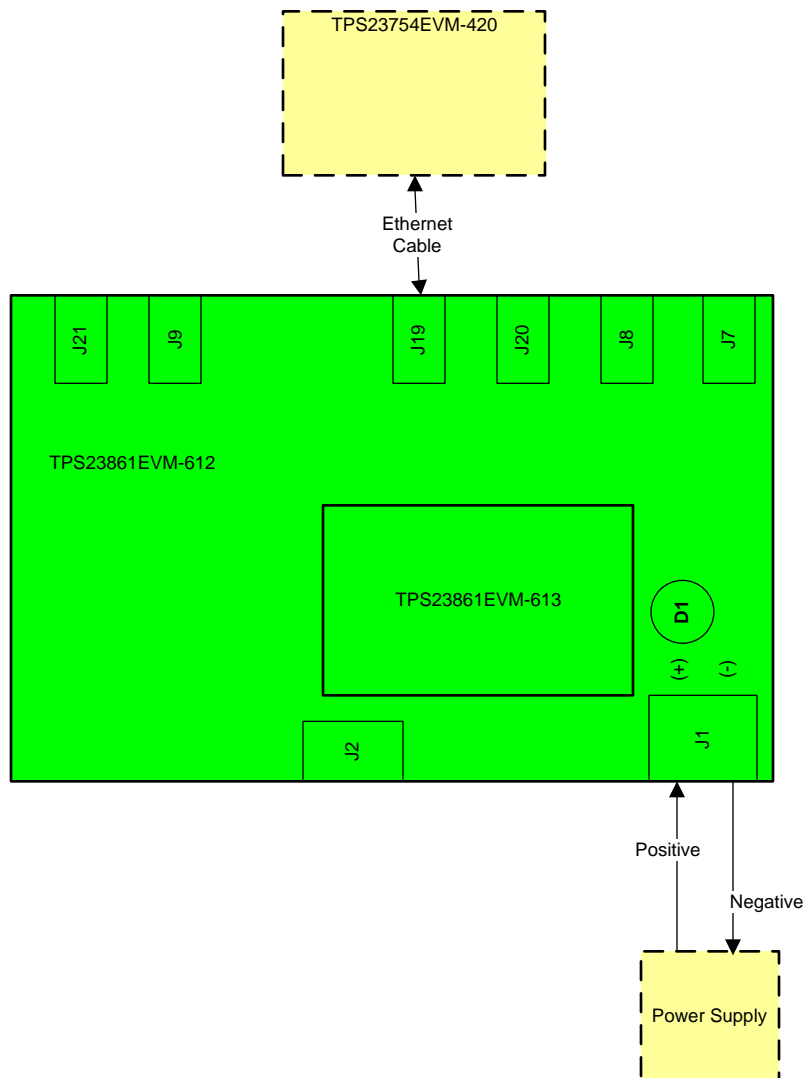 TPS23754EVM-420
Ethernet
Cable
J21
J9
J19
J20
J8
J7
TPS23861EVM-612
TPS23861EVM-613
D1
(+)
(-)
J2
J1
Positive
Negative
Power Supply